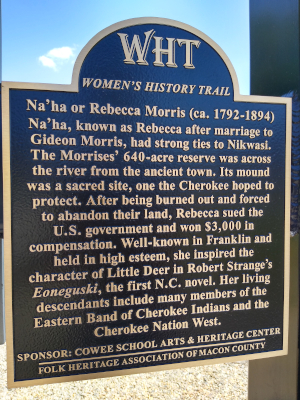 WHT
WOMEN'S HISTORY TRAIL
Na'ha or Rebecca Morris (ca. 1792-1894)
Na'ha, known as Rebecca after marriage to
Gideon Morris, had strong ties to Nikwasi.
The Morrises' 640-acre reserve was across
the river from the ancient town. Its mound
was a sacred site, one the Cherokee hoped to
protect. After being burned out and forced
to abandon their land, Rebecca sued the
U.S. government and won $3,000 in
compensation. Well-known in Franklin and
held in high esteem, she inspired the
character of Little Deer in Robert Strange's
Eoneguski, the first N.C. novel. Her living
descendants include many members of the
Eastern Band of Cherokee Indians and the
Cherokee Nation West.
SPONSOR: COWEE SCHOOL ARTS & HERITAGE CENTER
FOLK HERITAGE ASSOCIATION OF MACON COUNTY